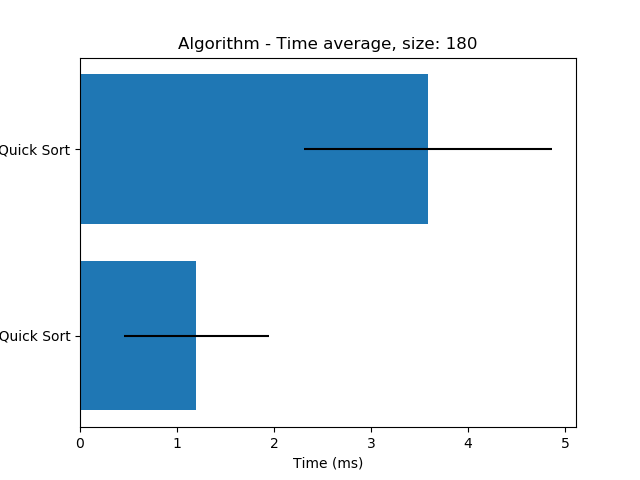 Algorithm - Time average, size: 180
Quick Sort
Quick Sort
0 1 2 3 4 5
Time (ms)